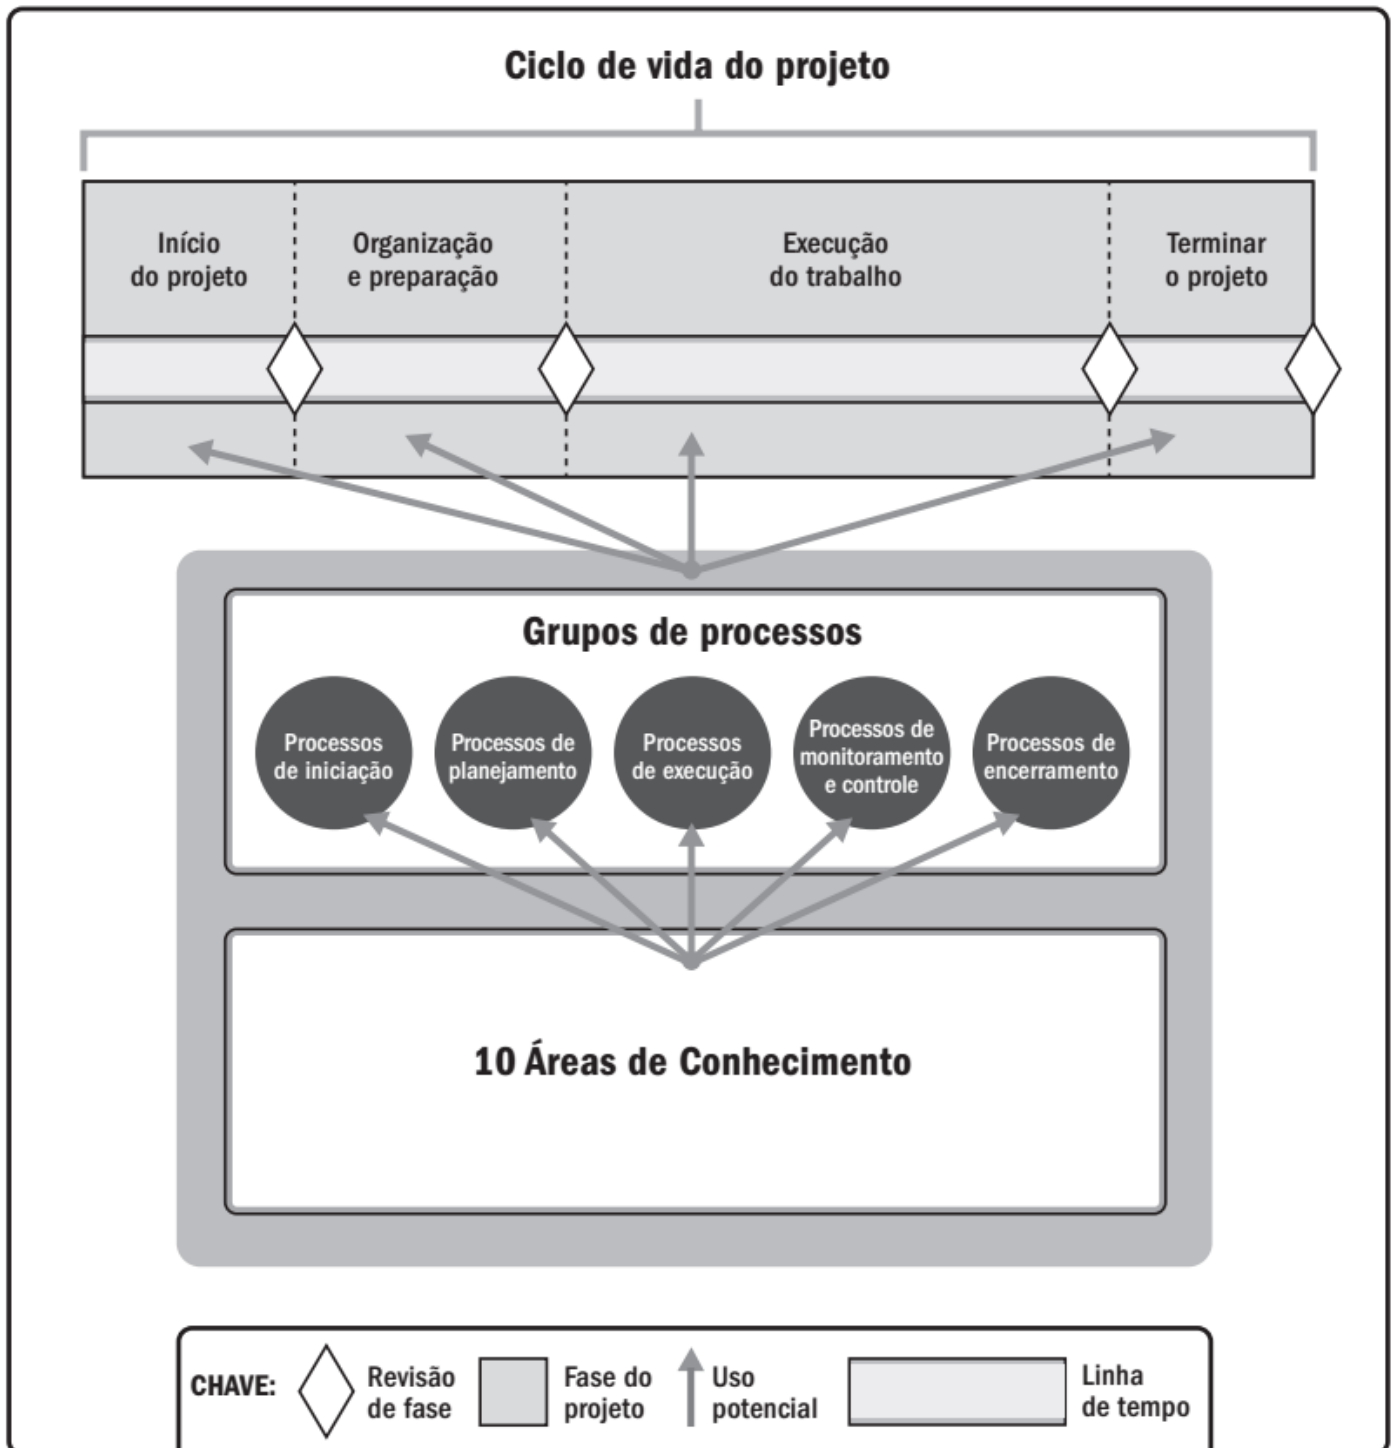 Ciclo de vida do projeto
Início
do projeto
Organização
e preparação
Execução
do trabalho
Terminar
o projeto
Grupos de processos
Processos
de iniciação
Processos de
planejamento
Processos
de execução
Processos de
monitoramento
e controle
Processos de
encerramento
10 Áreas de Conhecimento
CHAVE:
Revisão
de fase
Fase do
projeto
Uso
potencial
Linha
de tempo